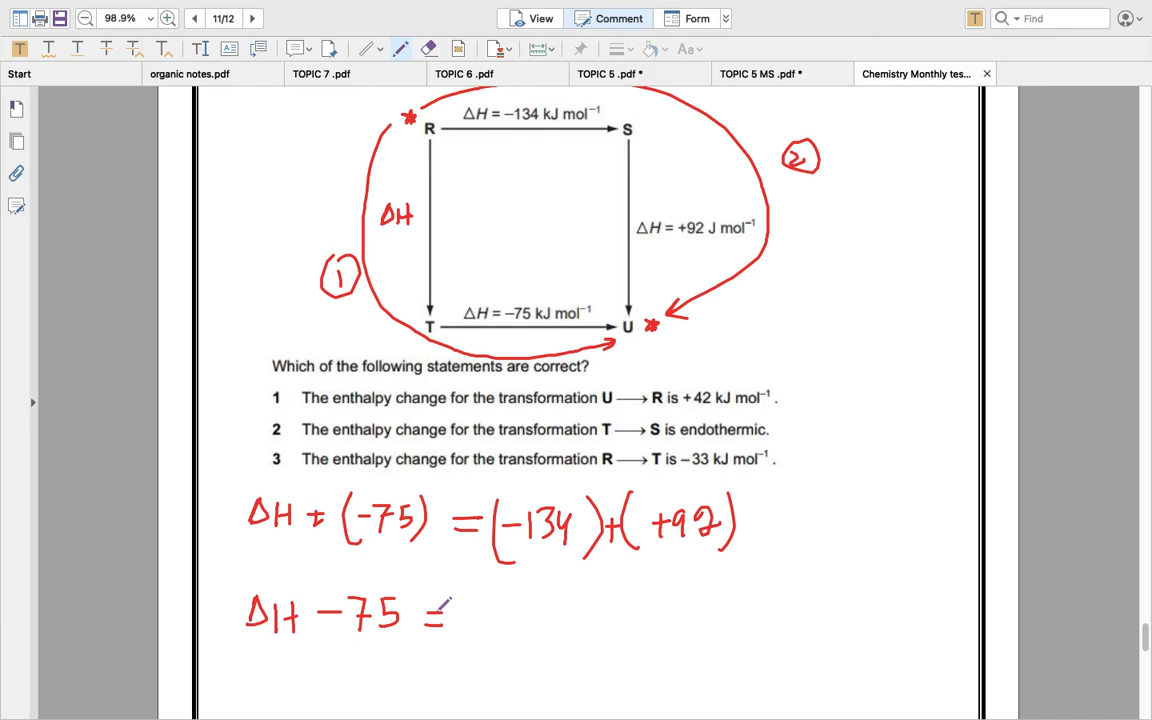 98.9% 11/12 View Comment Form Find
Aa
Start organic notes.pdf TOPIC 7 .pdf TOPIC 6 .pdf TOPIC 5 .pdf * TOPIC 5 MS .pdf * Chemistry Monthly tes...
ΔH = −134 kJ mol⁻¹
* R S
2
ΔH
ΔH = +92 J mol⁻¹
1
ΔH = −75 kJ mol⁻¹
T U *
Which of the following statements are correct?
1 The enthalpy change for the transformation U ⟶ R is +42 kJ mol⁻¹.
2 The enthalpy change for the transformation T ⟶ S is endothermic.
3 The enthalpy change for the transformation R ⟶ T is −33 kJ mol⁻¹.
ΔH + (-75) = (-134) + (+92)
ΔH - 75 =